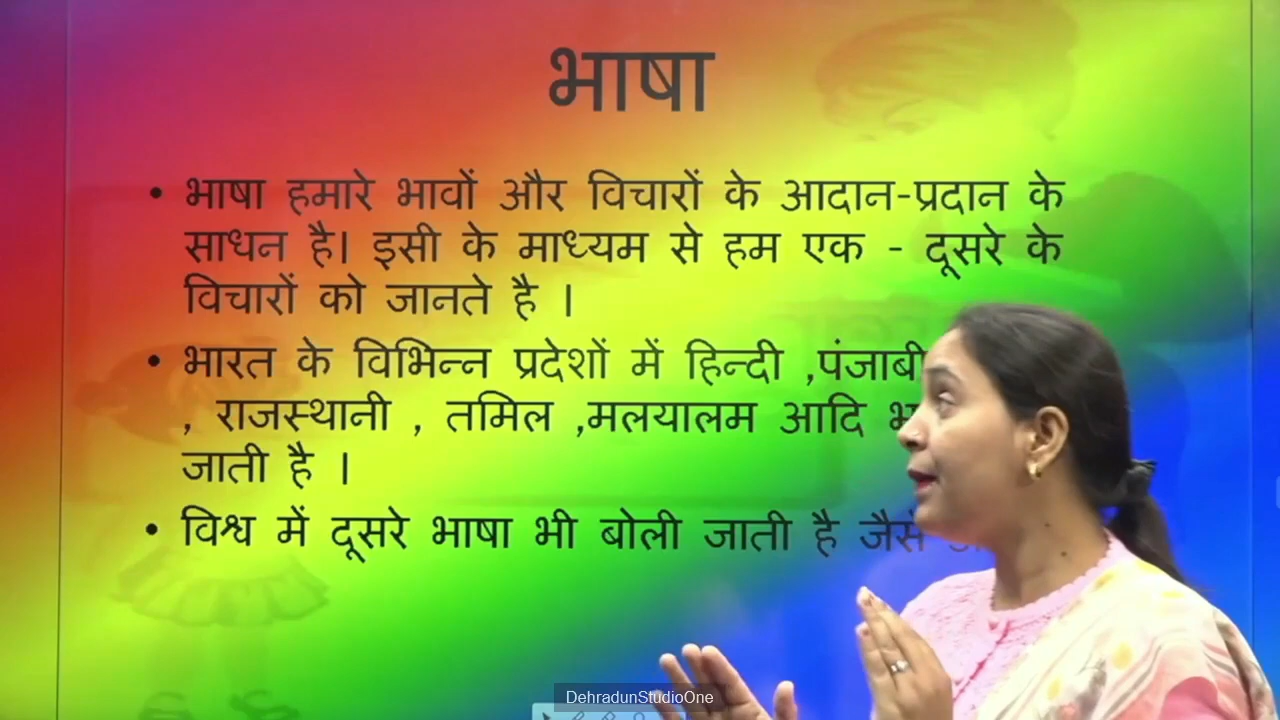 भाषा
• भाषा हमारे भावों और विचारों के आदान-प्रदान के
साधन है। इसी के माध्यम से हम एक - दूसरे के
विचारों को जानते है ।
• भारत के विभिन्न प्रदेशों में हिन्दी ,पंजाबी
, राजस्थानी , तमिल ,मलयालम आदि
जाती है ।
• विश्व में दूसरे भाषा भी बोली जाती है जैसे
DehradunStudioOne